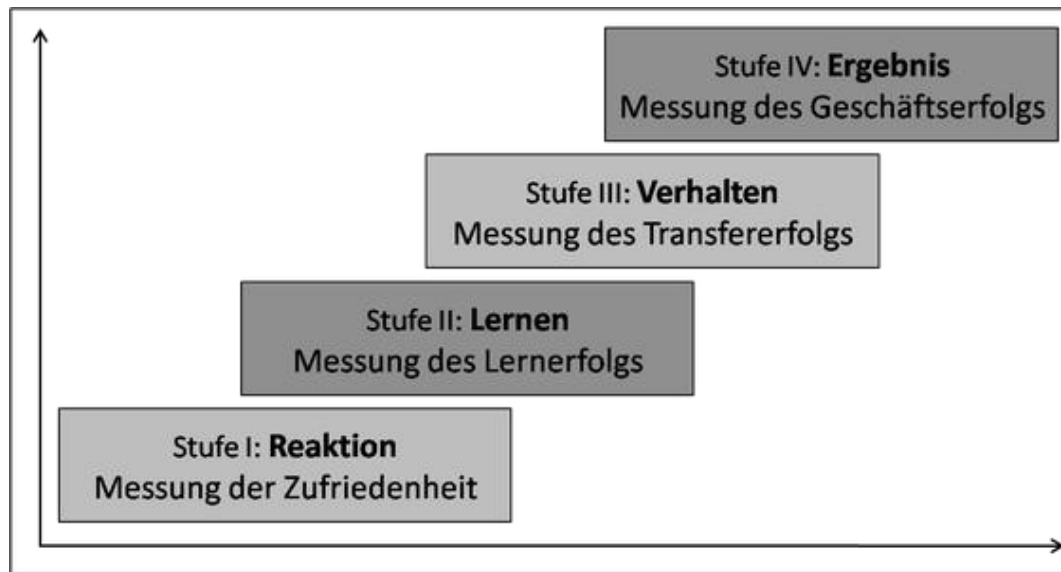 Stufe IV: Ergebnis
Messung des Geschäftserfolgs
Stufe III: Verhalten
Messung des Transfererfolgs
Stufe II: Lernen
Messung des Lernerfolgs
Stufe I: Reaktion
Messung der Zufriedenheit